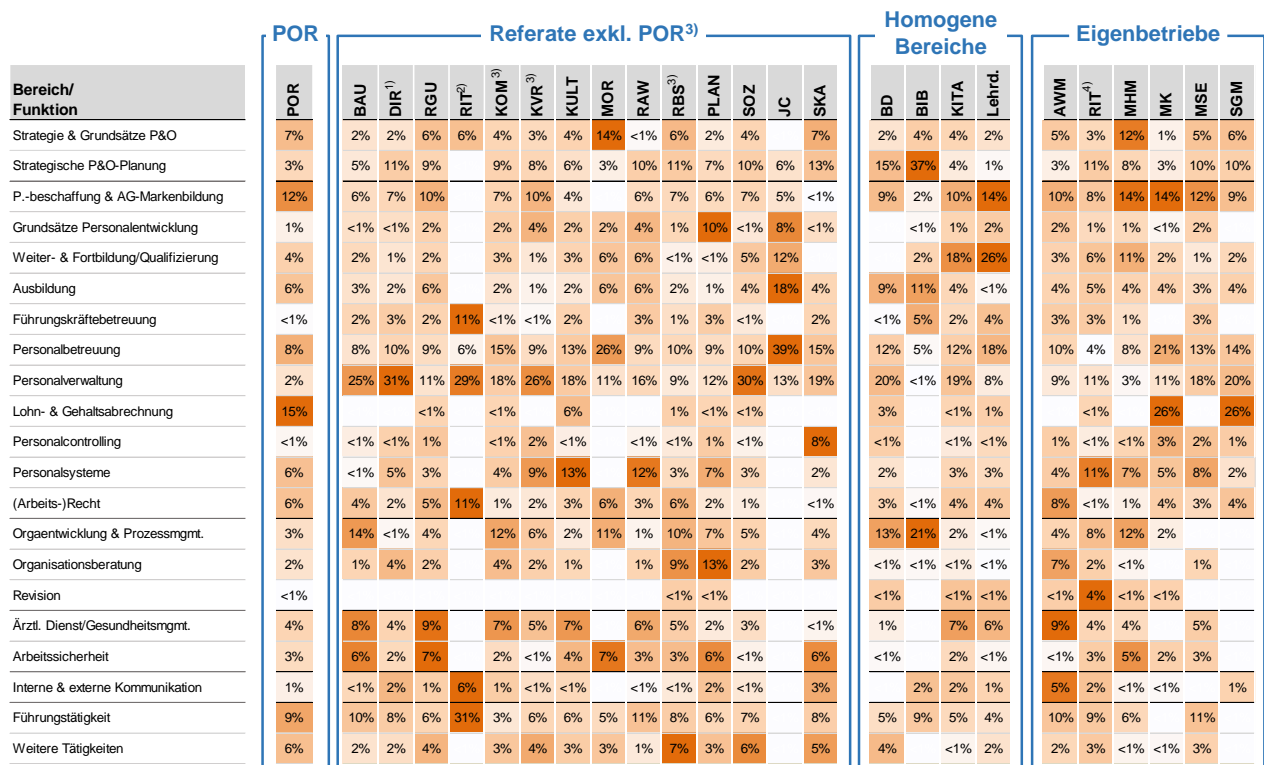 POR
Referate exkl. POR3)
Homogene
Bereiche
Eigenbetriebe
Bereich/
Funktion
POR BAU DIR1) RGU RIT2) KOM3) KVR3) KULT MOR RAW RBS3) PLAN SOZ JC SKA BD BIB KITA Lehrd. AWM RIT4) MHM MK MSE SGM
Strategie & Grundsätze P&O 7% 2% 2% 6% 6% 4% 3% 4% 14% <1% 6% 2% 4% 7% 2% 4% 4% 2% 5% 3% 12% 1% 5% 6%
Strategische P&O-Planung 3% 5% 11% 9% 9% 8% 6% 3% 10% 11% 7% 10% 6% 13% 15% 37% 4% 1% 3% 11% 8% 3% 10% 10%
P.-beschaffung & AG-Markenbildung 12% 6% 7% 10% 7% 10% 4% 6% 7% 6% 7% 5% <1% 9% 2% 10% 14% 10% 8% 14% 14% 12% 9%
Grundsätze Personalentwicklung 1% <1% <1% 2% 2% 4% 2% 2% 4% 1% 10% <1% 8% <1% <1% 1% 2% 2% 1% 1% <1% 2%
Weiter- & Fortbildung/Qualifizierung 4% 2% 1% 2% 3% 1% 3% 6% 6% <1% <1% 5% 12% 2% 18% 26% 3% 6% 11% 2% 1% 2%
Ausbildung 6% 3% 2% 6% 2% 1% 2% 6% 6% 2% 1% 4% 18% 4% 9% 11% 4% <1% 4% 5% 4% 4% 3% 4%
Führungskräftebetreuung <1% 2% 3% 2% 11% <1% <1% 2% 3% 1% 3% <1% 2% <1% 5% 2% 4% 3% 3% 1% 3%
Personalbetreuung 8% 8% 10% 9% 6% 15% 9% 13% 26% 9% 10% 9% 10% 39% 15% 12% 5% 12% 18% 10% 4% 8% 21% 13% 14%
Personalverwaltung 2% 25% 31% 11% 29% 18% 26% 18% 11% 16% 9% 12% 30% 13% 19% 20% <1% 19% 8% 9% 11% 3% 11% 18% 20%
Lohn- & Gehaltsabrechnung 15% <1% <1% 6% 1% <1% <1% 3% <1% 1% <1% 26% 26%
Personalcontrolling <1% <1% <1% 1% <1% 2% <1% <1% <1% 1% <1% 8% <1% <1% <1% 1% <1% <1% 3% 2% 1%
Personalsysteme 6% <1% 5% 3% 4% 9% 13% 12% 3% 7% 3% 2% 2% 3% 3% 4% 11% 7% 5% 8% 2%
(Arbeits-)Recht 6% 4% 2% 5% 11% 1% 2% 3% 6% 3% 6% 2% 1% <1% 3% <1% 4% 4% 8% <1% 1% 4% 3% 4%
Orgaentwicklung & Prozessmgmt. 3% 14% <1% 4% 12% 6% 2% 11% 1% 10% 7% 5% 4% 13% 21% 2% <1% 4% 8% 12% 2%
Organisationsberatung 2% 1% 4% 2% 4% 2% 1% 1% 9% 13% 2% 3% <1% <1% <1% <1% 7% 2% <1% 1%
Revision <1% <1% <1% <1% <1% <1% <1% 4% <1% <1%
Ärztl. Dienst/Gesundheitsmgmt. 4% 8% 4% 9% 7% 5% 7% 6% 5% 2% 3% <1% 1% 7% 6% 9% 4% 4% 5%
Arbeitssicherheit 3% 6% 2% 7% 2% <1% 4% 7% 3% 3% 6% <1% 6% <1% 2% <1% <1% 3% 5% 2% 3%
Interne & externe Kommunikation 1% <1% 2% 1% 6% 1% <1% <1% <1% <1% 2% <1% 3% 2% 2% 1% 5% 2% <1% <1% 1%
Führungstätigkeit 9% 10% 8% 6% 31% 3% 6% 6% 5% 11% 8% 6% 7% 8% 5% 9% 5% 4% 10% 9% 6% 11%
Weitere Tätigkeiten 6% 2% 2% 4% 3% 4% 3% 3% 1% 7% 3% 6% 5% 4% <1% 2% 2% 3% <1% <1% 3%